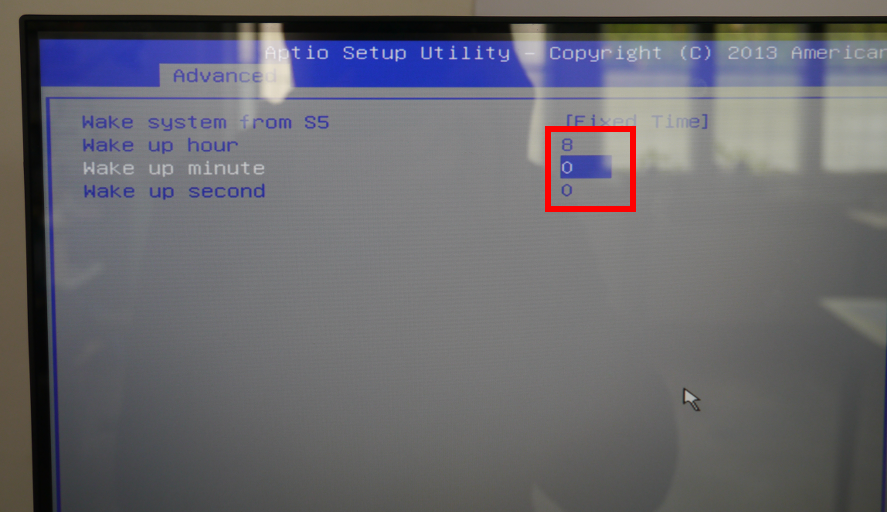 Aptio Setup Utility - Copyright (C) 2013 American
Advanced
Wake system from S5 [Fixed Time]
Wake up hour 8
Wake up minute 0
Wake up second 0